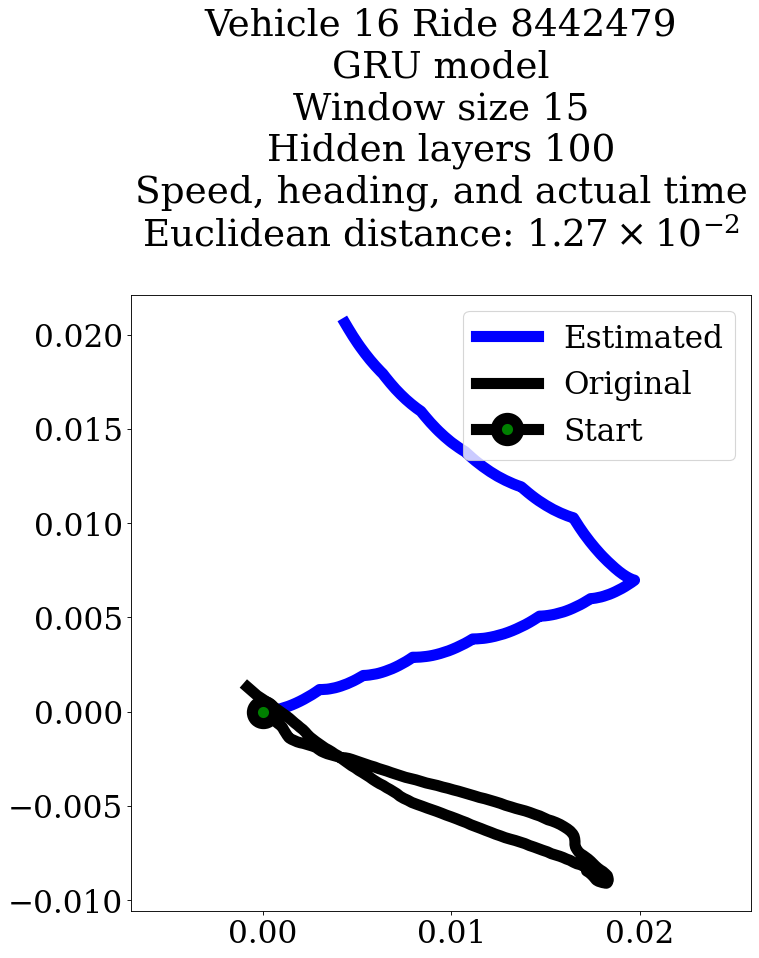 Vehicle 16 Ride 8442479
GRU model
Window size 15
Hidden layers 100
Speed, heading, and actual time
Euclidean distance: 1.27 × 10⁻²
Estimated
Original
Start
0.020
0.015
0.010
0.005
0.000
−0.005
−0.010
0.00 0.01 0.02